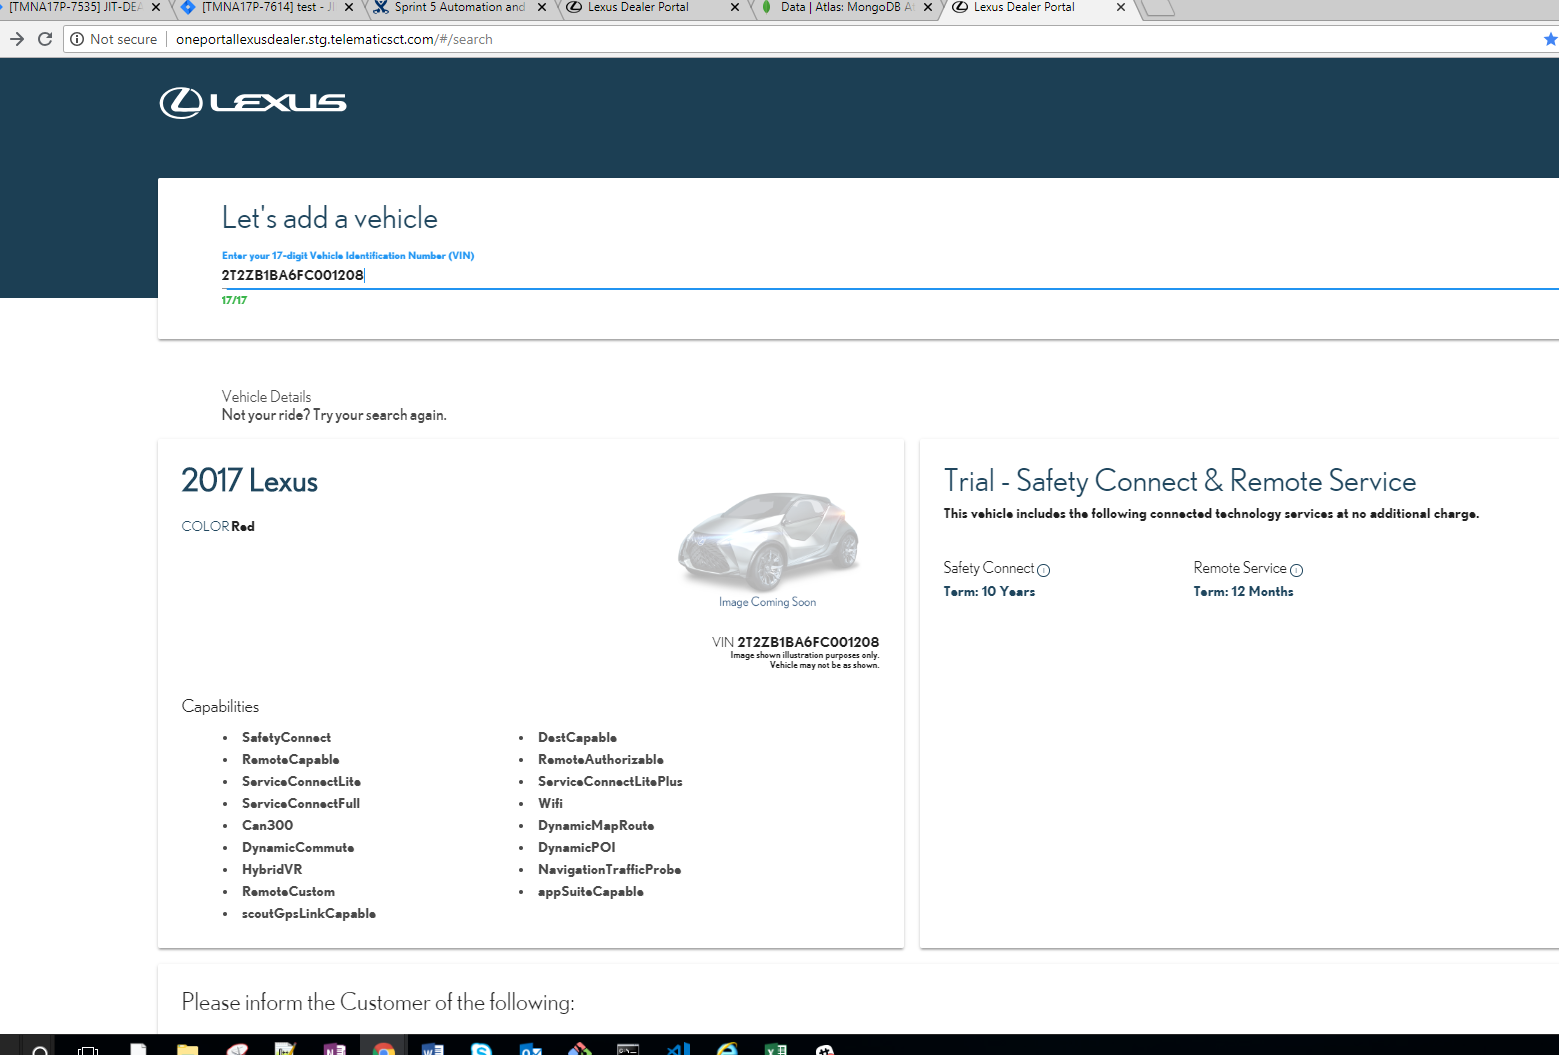 [TMNA17P-7535] JIT-DEA
[TMNA17P-7614] test - JI
Sprint 5 Automation and
Lexus Dealer Portal
Data | Atlas: MongoDB At
Lexus Dealer Portal
Not secure
oneportallexusdealer.stg.telematicsct.com/#/search
LEXUS
Let's add a vehicle
Enter your 17-digit Vehicle Identification Number (VIN)
2T2ZB1BA6FC001208
17/17
Vehicle Details
Not your ride? Try your search again.
2017 Lexus
COLOR Red
Image Coming Soon
VIN 2T2ZB1BA6FC001208
Image shown illustration purposes only.
Vehicle may not be as shown.
Capabilities
SafetyConnect
DestCapable
RemoteCapable
RemoteAuthorizable
ServiceConnectLite
ServiceConnectLitePlus
ServiceConnectFull
Wifi
Can300
DynamicMapRoute
DynamicCommute
DynamicPOI
HybridVR
NavigationTrafficProbe
RemoteCustom
appSuiteCapable
scoutGpsLinkCapable
Trial - Safety Connect & Remote Service
This vehicle includes the following connected technology services at no additional charge.
Safety Connect
Remote Service
Term: 10 Years
Term: 12 Months
Please inform the Customer of the following: